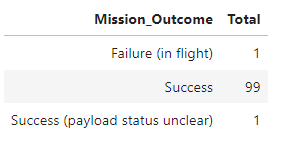 Mission_Outcome Total
Failure (in flight) 1
Success 99
Success (payload status unclear) 1